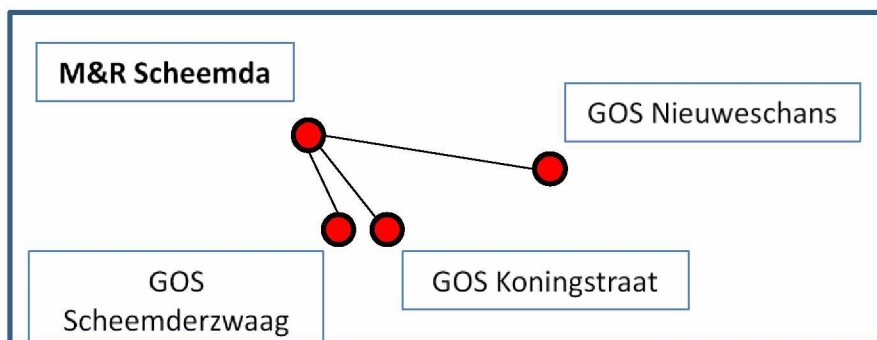 M&R Scheemda
GOS Nieuweschans
GOS
Scheemderzwaag
GOS Koningstraat